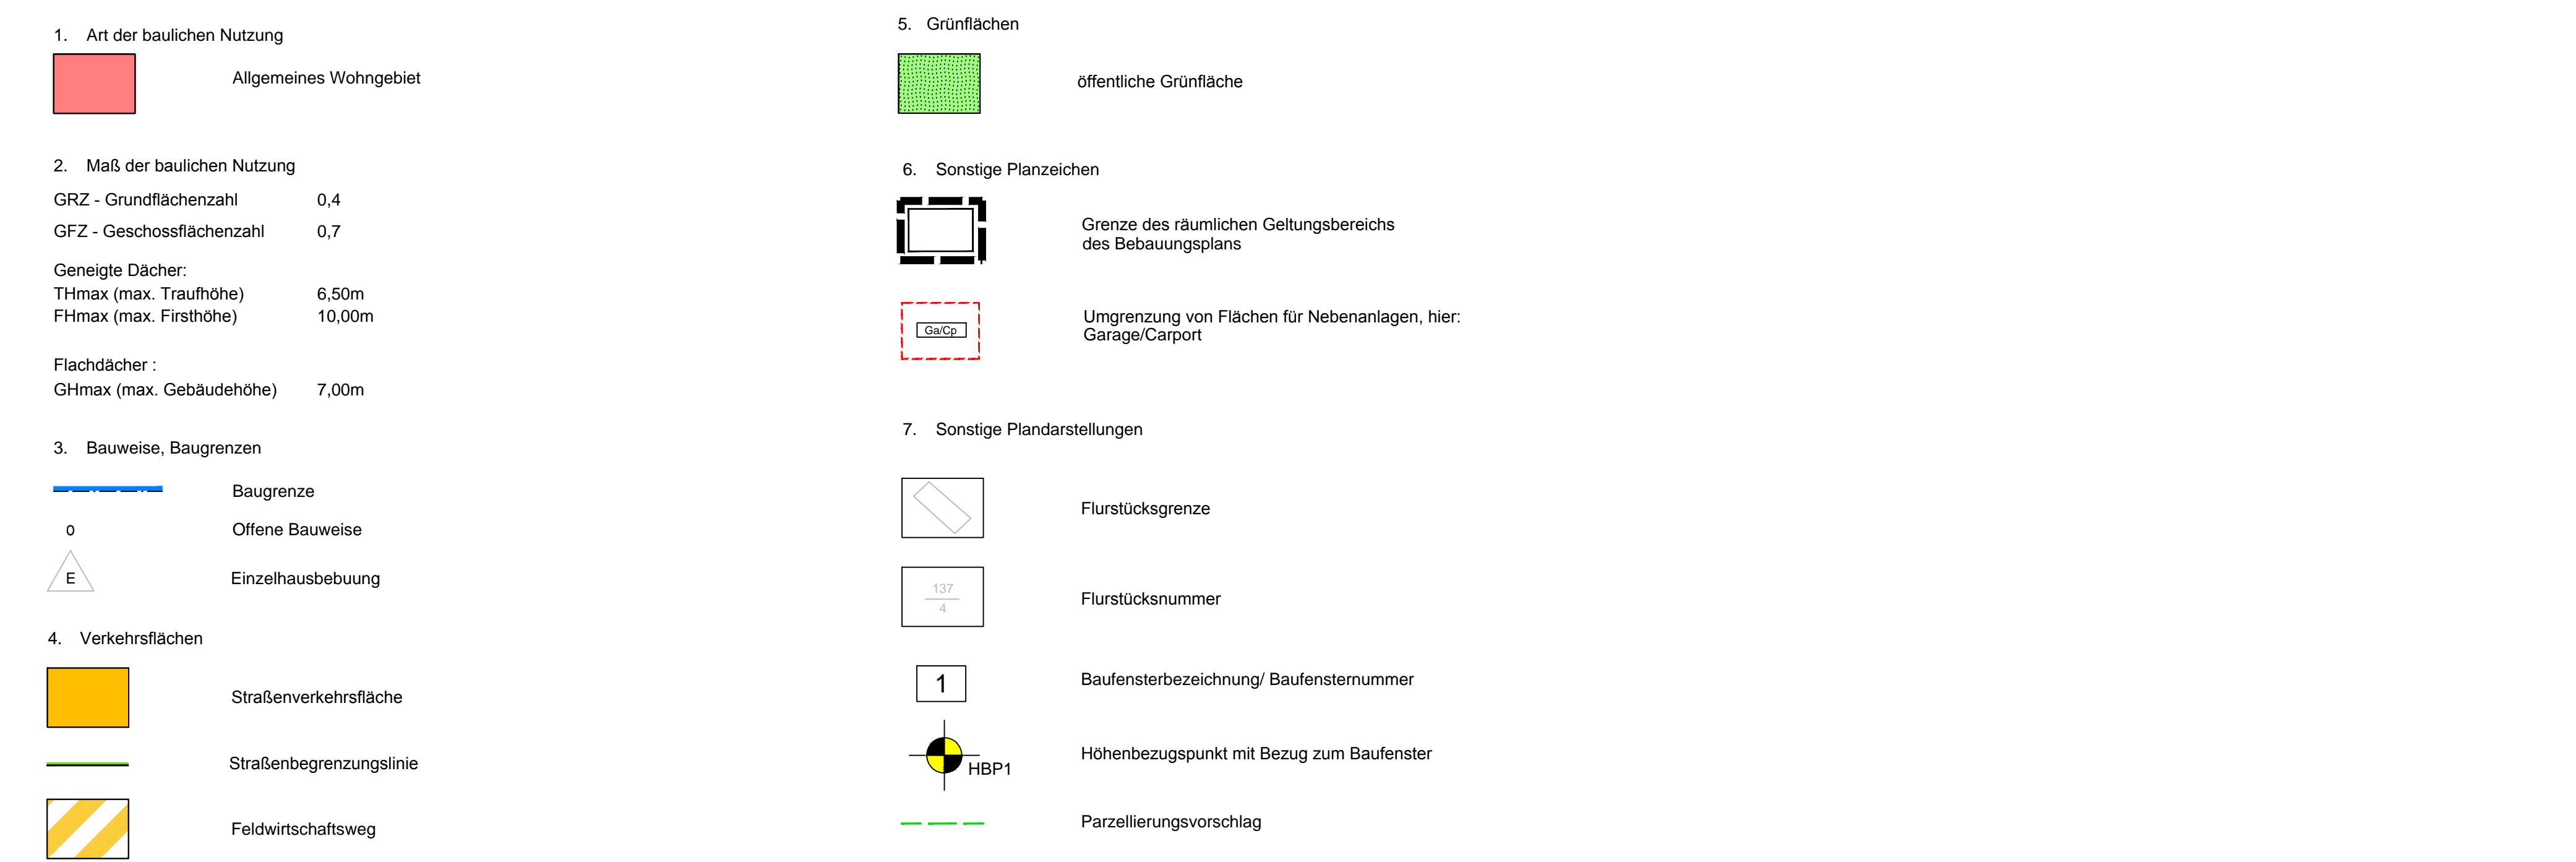 1. Art der baulichen Nutzung
Allgemeines Wohngebiet
2. Maß der baulichen Nutzung
GRZ - Grundflächenzahl 0,4
GFZ - Geschossflächenzahl 0,7
Geneigte Dächer:
THmax (max. Traufhöhe) 6,50m
FHmax (max. Firsthöhe) 10,00m
Flachdächer :
GHmax (max. Gebäudehöhe) 7,00m
3. Bauweise, Baugrenzen
Baugrenze
o Offene Bauweise
E Einzelhausbebuung
4. Verkehrsflächen
Straßenverkehrsfläche
Straßenbegrenzungslinie
Feldwirtschaftsweg
5. Grünflächen
öffentliche Grünfläche
6. Sonstige Planzeichen
Grenze des räumlichen Geltungsbereichs
des Bebauungsplans
Ga/Cp
Umgrenzung von Flächen für Nebenanlagen, hier:
Garage/Carport
7. Sonstige Plandarstellungen
Flurstücksgrenze
137
4
Flurstücksnummer
1 Baufensterbezeichnung/ Baufensternummer
Höhenbezugspunkt mit Bezug zum Baufenster
HBP1
Parzellierungsvorschlag